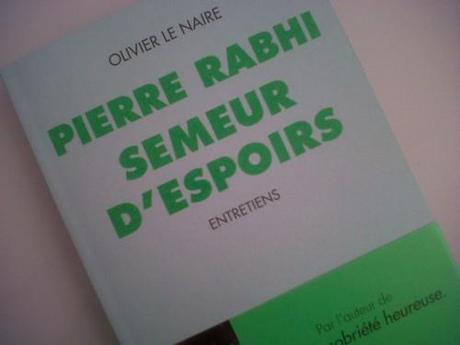 OLIVIER LE NAIRE
PIERRE RABHI
SEMEUR
D'ESPOIRS
ENTRETIENS
Par l'auteur de
sobriété heureuse.